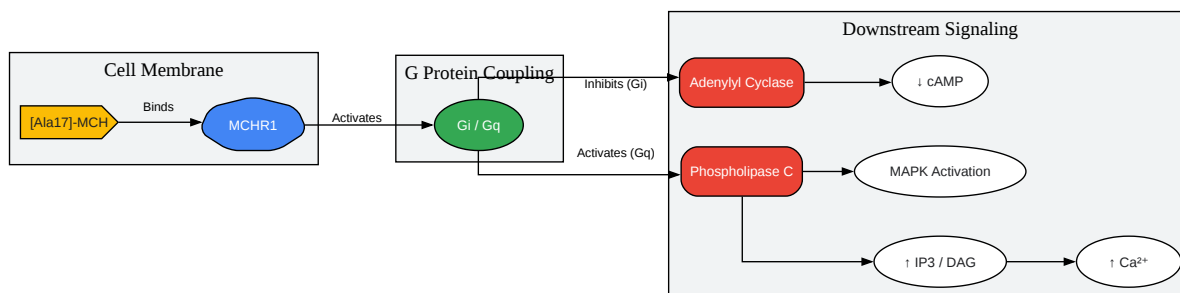 Downstream Signaling
Cell Membrane
G Protein Coupling
[Ala17]-MCH
Binds
MCHR1
Activates
Gi / Gq
Inhibits (Gi)
Adenylyl Cyclase
↓ cAMP
Activates (Gq)
Phospholipase C
MAPK Activation
↑ IP3 / DAG
↑ Ca²⁺